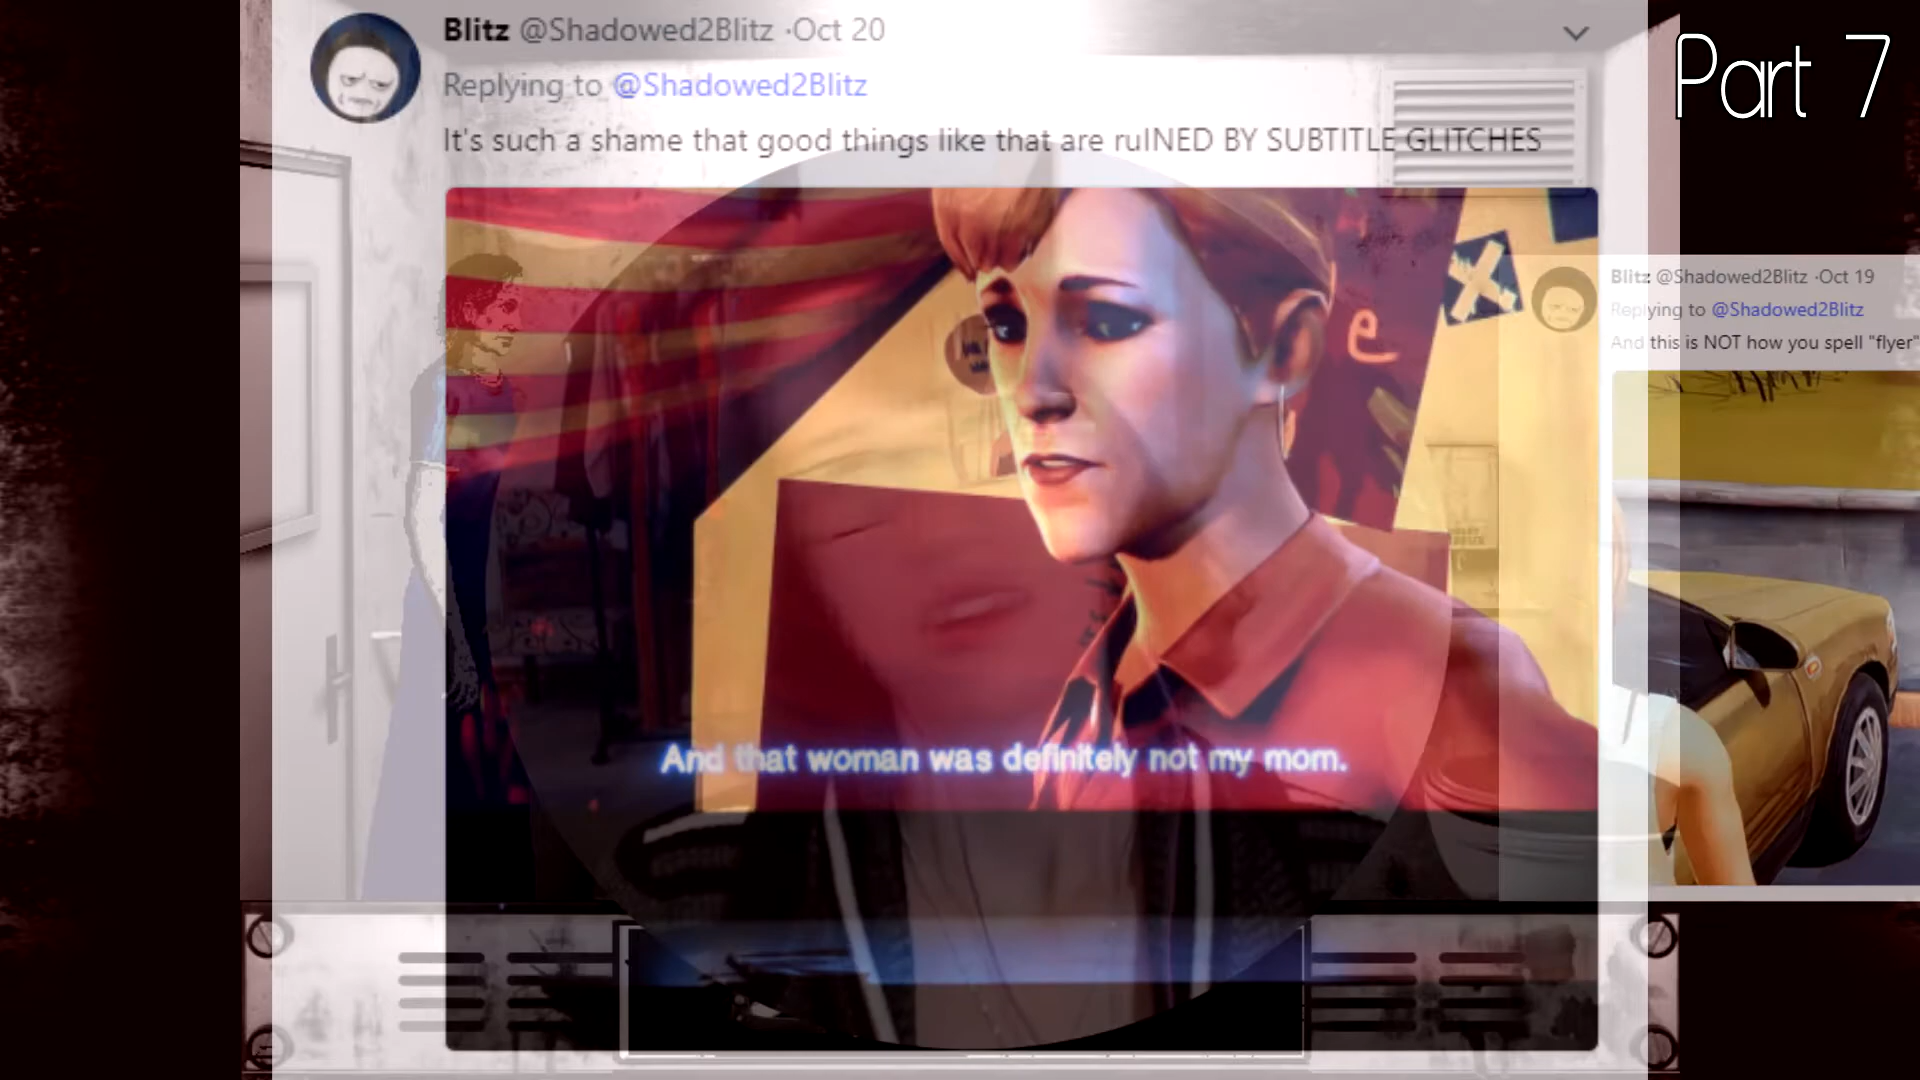 Blitz @Shadowed2Blitz ·Oct 20
Replying to @Shadowed2Blitz
It's such a shame that good things like that are ruINED BY SUBTITLE GLITCHES
Part 7
Blitz @Shadowed2Blitz ·Oct 19
Replying to @Shadowed2Blitz
And this is NOT how you spell "flyer"
e
And that woman was definitely not my mom.